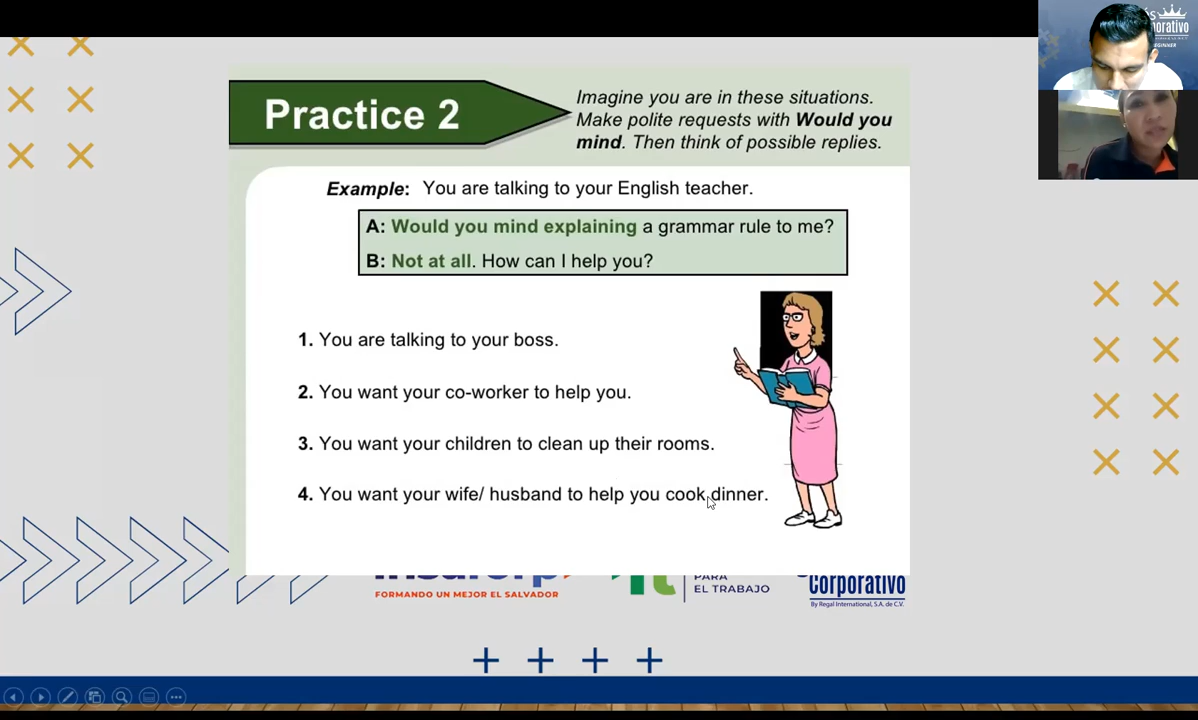 Practice 2
Imagine you are in these situations.
Make polite requests with Would you
mind. Then think of possible replies.
Example: You are talking to your English teacher.
A: Would you mind explaining a grammar rule to me?
B: Not at all. How can I help you?
1. You are talking to your boss.
2. You want your co-worker to help you.
3. You want your children to clean up their rooms.
4. You want your wife/ husband to help you cook dinner.
FORMANDO UN MEJOR EL SALVADOR
PARA
EL TRABAJO
Corporativo
By Regal International, S.A. de C.V.